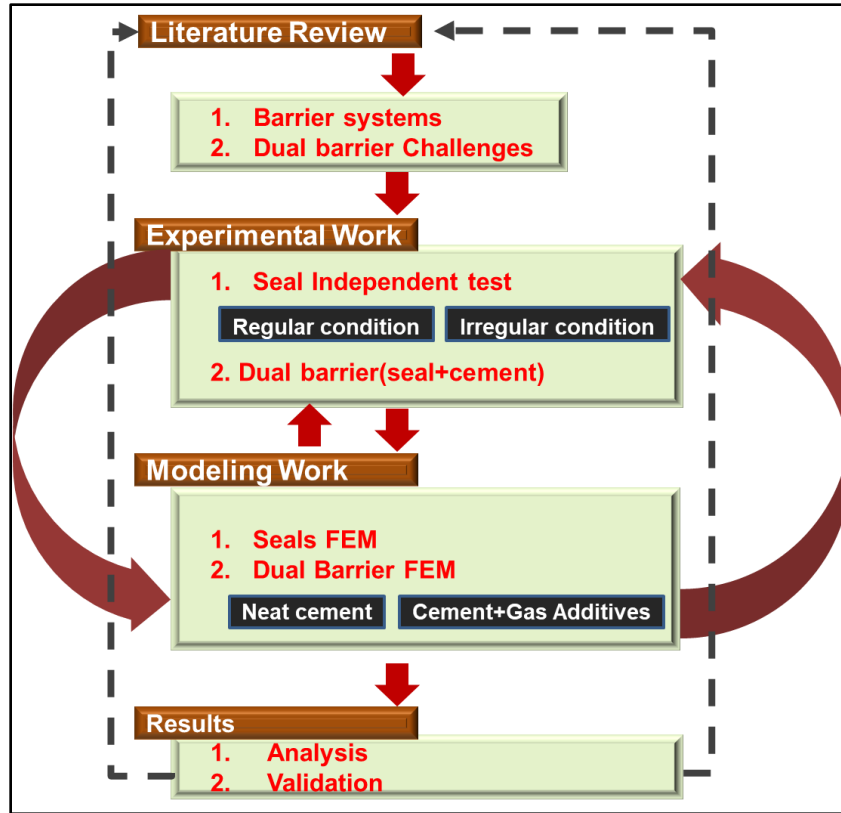 Literature Review
1. Barrier systems
2. Dual barrier Challenges
Experimental Work
1. Seal Independent test
Regular condition Irregular condition
2. Dual barrier(seal+cement)
Modeling Work
1. Seals FEM
2. Dual Barrier FEM
Neat cement Cement+Gas Additives
Results
1. Analysis
2. Validation